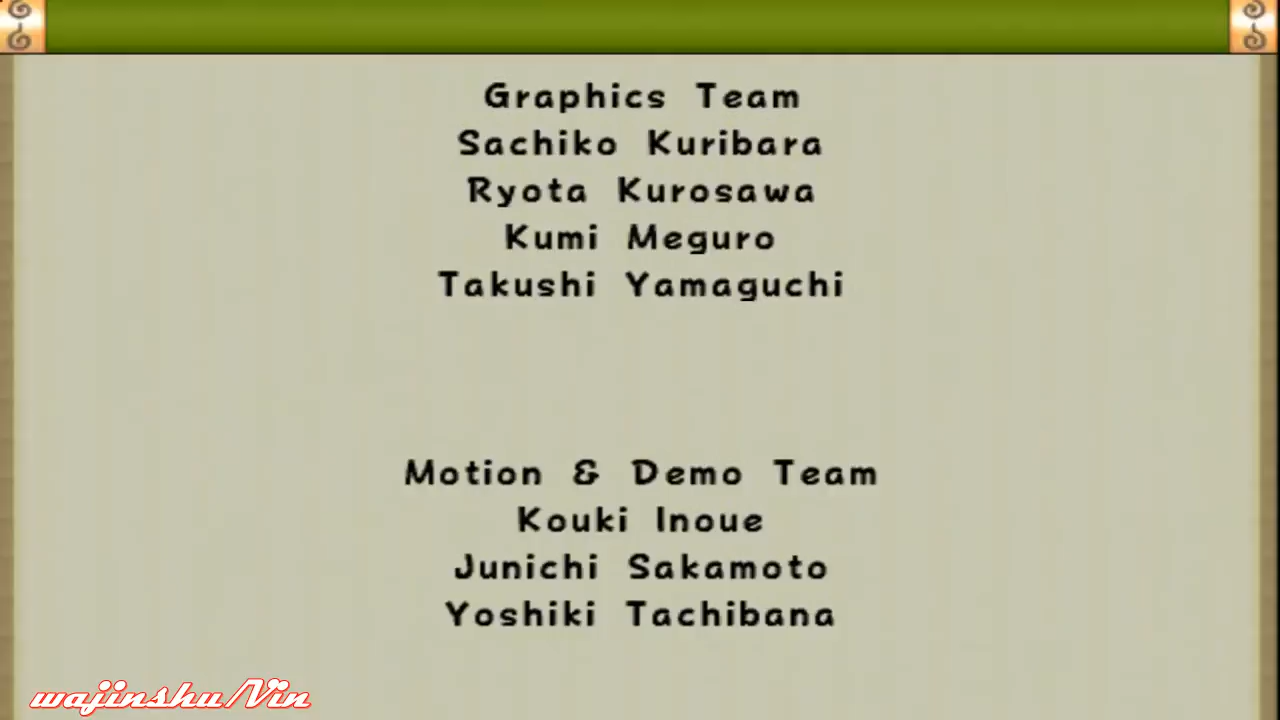 Graphics Team
Sachiko Kuribara
Ryota Kurosawa
Kumi Meguro
Takushi Yamaguchi
Motion & Demo Team
Kouki Inoue
Junichi Sakamoto
Yoshiki Tachibana
wajinshu/Vin